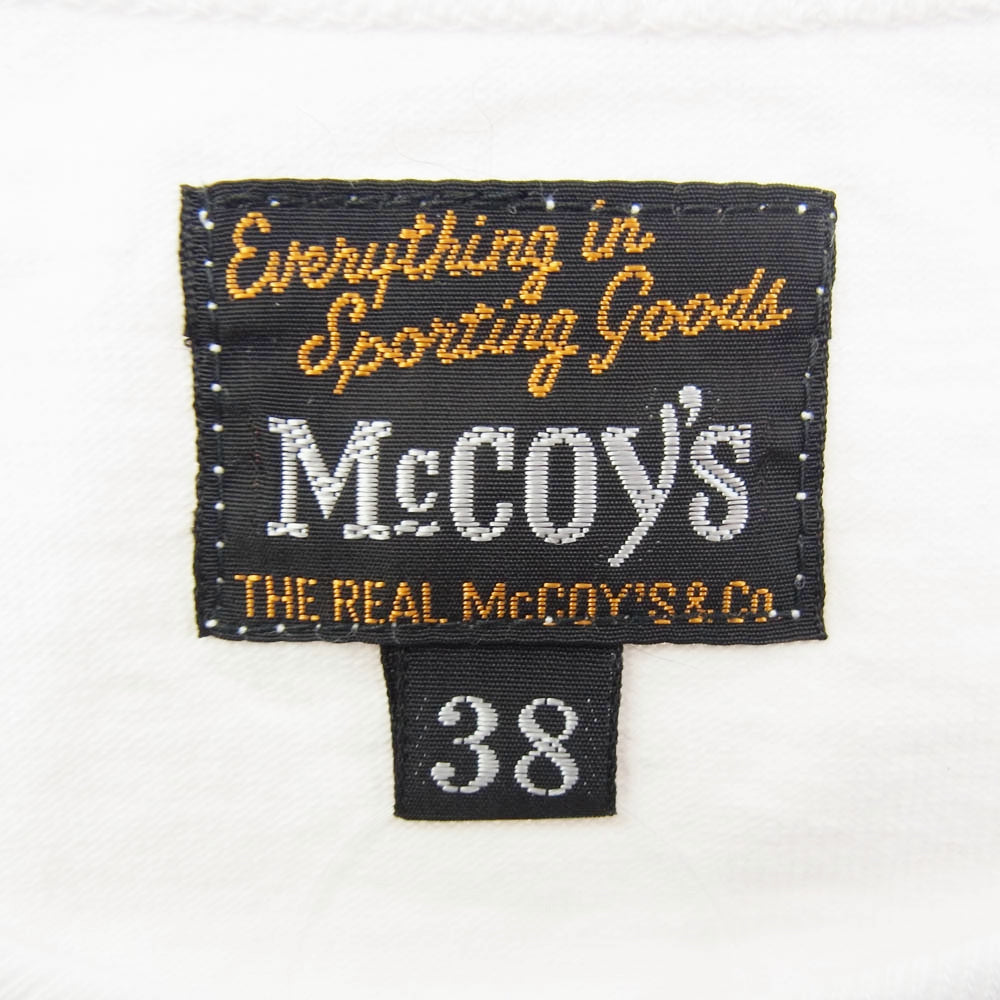 Everything in
Sporting Goods
McCOY'S
THE REAL McCOY'S & Co.
38